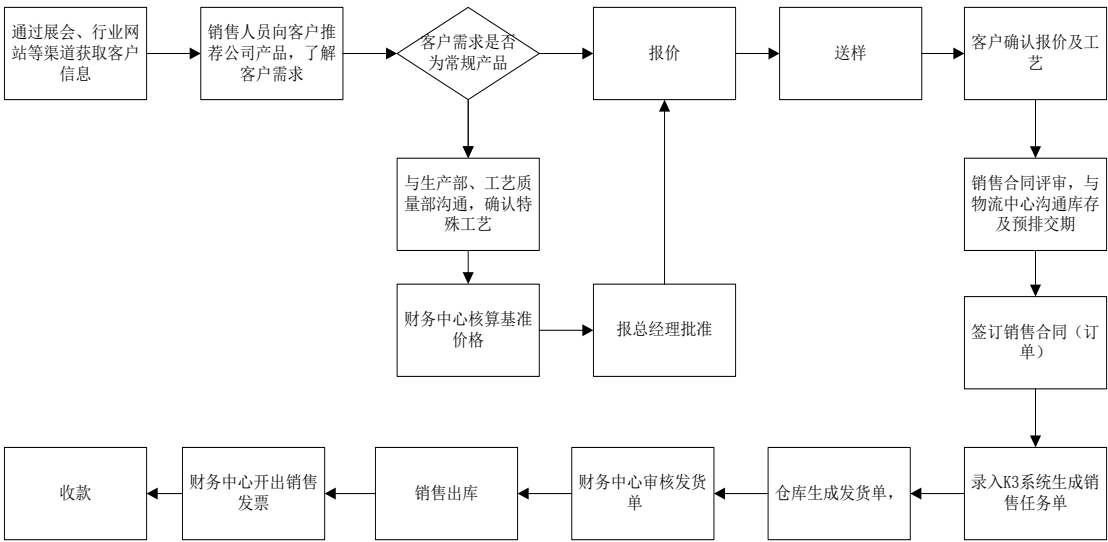 通过展会、行业网
站等渠道获取客户
信息
销售人员向客户推
荐公司产品，了解
客户需求
客户需求是否
为常规产品
报价
送样
客户确认报价及工
艺
与生产部、工艺质
量部沟通，确认特
殊工艺
销售合同评审，与
物流中心沟通库存
及预排交期
财务中心核算基准
价格
报总经理批准
签订销售合同（订
单）
收款
财务中心开出销售
发票
销售出库
财务中心审核发货
单
仓库生成发货单，
录入K3系统生成销
售任务单